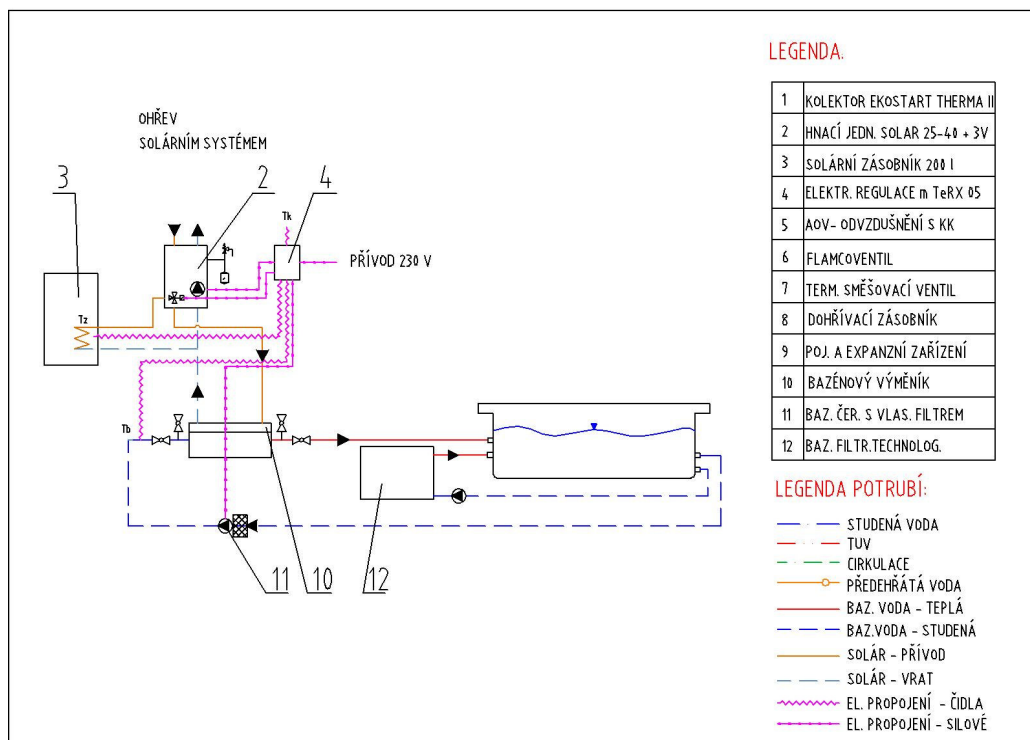 LEGENDA.
1 KOLEKTOR EKOSTART THERMA II
2 HNACÍ JEDN. SOLAR 25-40 + 3V
3 SOLÁRNÍ ZÁSOBNÍK 200 l
4 ELEKTR. REGULACE m TeRX 05
5 AOV- ODVZDUŠNĚNÍ S KK
6 FLAMCOVENTIL
7 TERM. SMĚŠOVACÍ VENTIL
8 DOHŘÍVACÍ ZÁSOBNÍK
9 POJ. A EXPANZNÍ ZAŘÍZENÍ
10 BAZÉNOVÝ VÝMĚNÍK
11 BAZ. ČER. S VLAS. FILTREM
12 BAZ. FILTR.TECHNOLOG.
OHŘEV
SOLÁRNÍM SYSTÉMEM
3
2
4
Tk
PŘÍVOD 230 V
Tz
Tb
11
10
12
LEGENDA POTRUBÍ:
STUDENÁ VODA
TUV
CIRKULACE
PŘEDEHŘÁTÁ VODA
BAZ. VODA - TEPLÁ
BAZ.VODA - STUDENÁ
SOLÁR - PŘÍVOD
SOLÁR - VRAT
EL. PROPOJENÍ - ČIDLA
EL. PROPOJENÍ - SILOVÉ